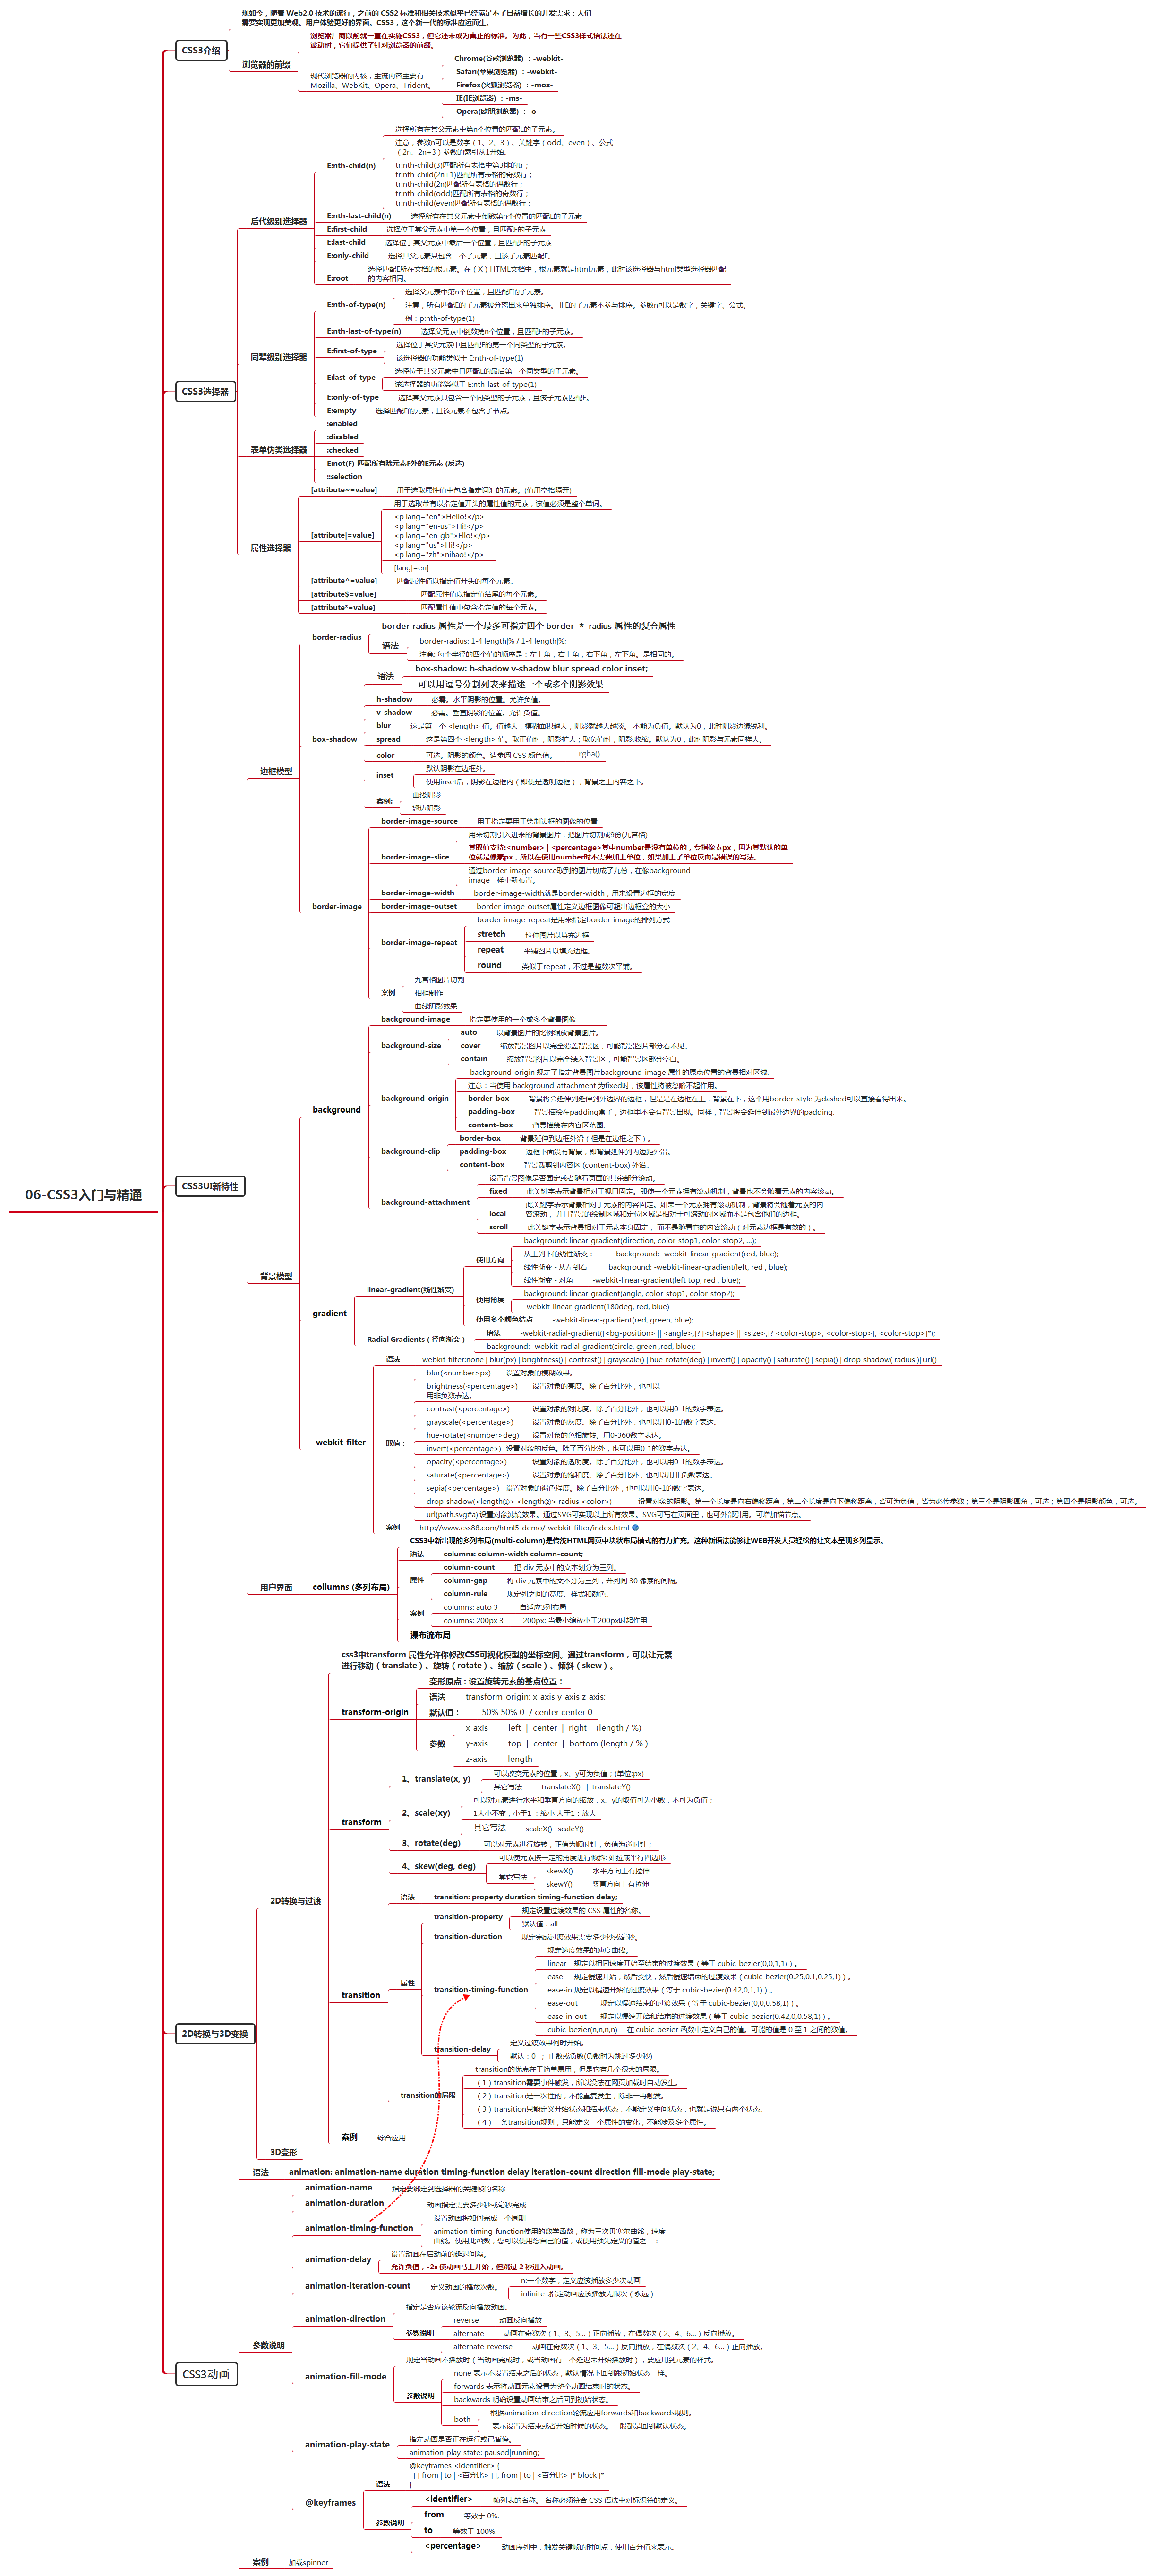 06-CSS3入门与精通
CSS3介绍
现如今，随着 Web2.0 技术的流行，之前的 CSS2 标准和相关技术似乎已经满足不了日益增长的开发需求：人们
需要实现更加美观、用户体验更好的界面。CSS3，这个新一代的标准应运而生。
浏览器的前缀
浏览器厂商以前就一直在实施CSS3，但它还未成为真正的标准。为此，当有一些CSS3样式语法还在
波动时，它们提供了针对浏览器的前缀。
现代浏览器的内核，主流内容主要有
Mozilla、WebKit、Opera、Trident。
Chrome(谷歌浏览器) ：-webkit-
Safari(苹果浏览器) ：-webkit-
Firefox(火狐浏览器) ：-moz-
IE(IE浏览器) ：-ms-
Opera(欧朋浏览器) ：-o-
CSS3选择器
后代级别选择器
E:nth-child(n)
选择所有在其父元素中第n个位置的匹配E的子元素。
注意，参数n可以是数字（1、2、3）、关键字（odd、even）、公式
（2n、2n+3）参数的索引从1开始。
tr:nth-child(3)匹配所有表格中第3排的tr；
tr:nth-child(2n+1)匹配所有表格的奇数行；
tr:nth-child(2n)匹配所有表格的偶数行；
tr:nth-child(odd)匹配所有表格的奇数行；
tr:nth-child(even)匹配所有表格的偶数行；
E:nth-last-child(n) 选择所有在其父元素中倒数第n个位置的匹配E的子元素
E:first-child 选择位于其父元素中第一个位置，且匹配E的子元素
E:last-child 选择位于其父元素中最后一个位置，且匹配E的子元素
E:only-child 选择其父元素只包含一个子元素，且该子元素匹配E。
E:root
选择匹配E所在文档的根元素。在（X）HTML文档中，根元素就是html元素，此时该选择器与html类型选择器匹配
的内容相同。
同辈级别选择器
E:nth-of-type(n)
选择父元素中第n个位置，且匹配E的子元素。
注意，所有匹配E的子元素被分离出来单独排序。非E的子元素不参与排序。参数n可以是数字，关键字、公式。
例：p:nth-of-type(1)
E:nth-last-of-type(n) 选择父元素中倒数第n个位置，且匹配E的子元素。
E:first-of-type
选择位于其父元素中且匹配E的第一个同类型的子元素。
该选择器的功能类似于 E:nth-of-type(1)
E:last-of-type
选择位于其父元素中且匹配E的最后第一个同类型的子元素。
该选择器的功能类似于 E:nth-last-of-type(1)
E:only-of-type 选择其父元素只包含一个同类型的子元素，且该子元素匹配E。
E:empty 选择匹配E的元素，且该元素不包含子节点。
表单伪类选择器
:enabled
:disabled
:checked
E:not(F) 匹配所有除元素F外的E元素 (反选)
::selection
属性选择器
[attribute~=value] 用于选取属性值中包含指定词汇的元素。(值用空格隔开)
[attribute|=value]
用于选取带有以指定值开头的属性值的元素，该值必须是整个单词。
<p lang="en">Hello!</p>
<p lang="en-us">Hi!</p>
<p lang="en-gb">Ello!</p>
<p lang="us">Hi!</p>
<p lang="zh">nihao!</p>
[lang|=en]
[attribute^=value] 匹配属性值以指定值开头的每个元素。
[attribute$=value] 匹配属性值以指定值结尾的每个元素。
[attribute*=value] 匹配属性值中包含指定值的每个元素。
CSS3UI新特性
边框模型
border-radius
border-radius 属性是一个最多可指定四个 border -*- radius 属性的复合属性
语法
border-radius: 1-4 length|% / 1-4 length|%;
注意: 每个半径的四个值的顺序是：左上角，右上角，右下角，左下角。是相同的。
box-shadow
语法
box-shadow: h-shadow v-shadow blur spread color inset;
可以用逗号分割列表来描述一个或多个阴影效果
h-shadow 必需。水平阴影的位置。允许负值。
v-shadow 必需。垂直阴影的位置。允许负值。
blur 这是第三个 <length> 值。值越大，模糊面积越大，阴影就越大越淡。 不能为负值。默认为0，此时阴影边缘锐利。
spread 这是第四个 <length> 值。取正值时，阴影扩大；取负值时，阴影.收缩。默认为0，此时阴影与元素同样大。
color 可选。阴影的颜色。请参阅 CSS 颜色值。 rgba()
inset
默认阴影在边框外。
使用inset后，阴影在边框内（即使是透明边框），背景之上内容之下。
案例:
曲线阴影
翘边阴影
border-image
border-image-source 用于指定要用于绘制边框的图像的位置
border-image-slice
用来切割引入进来的背景图片，把图片切割成9份(九宫格)
其取值支持:<number> | <percentage>其中number是没有单位的，专指像素px，因为其默认的单
位就是像素px，所以在使用number时不需要加上单位，如果加上了单位反而是错误的写法。
通过border-image-source取到的图片切成了九份，在像background-
image一样重新布置。
border-image-width border-image-width就是border-width，用来设置边框的宽度
border-image-outset border-image-outset属性定义边框图像可超出边框盒的大小
border-image-repeat
border-image-repeat是用来指定border-image的排列方式
stretch 拉伸图片以填充边框
repeat 平铺图片以填充边框。
round 类似于repeat，不过是整数次平铺。
案例
九宫格图片切割
相框制作
曲线阴影效果
背景模型
background
background-image 指定要使用的一个或多个背景图像
background-size
auto 以背景图片的比例缩放背景图片。
cover 缩放背景图片以完全覆盖背景区，可能背景图片部分看不见。
contain 缩放背景图片以完全装入背景区，可能背景区部分空白。
background-origin
background-origin 规定了指定背景图片background-image 属性的原点位置的背景相对区域.
注意：当使用 background-attachment 为fixed时，该属性将被忽略不起作用。
border-box 背景将会延伸到延伸到外边界的边框，但是是在边框在上，背景在下，这个用border-style 为dashed可以直接看得出来。
padding-box 背景描绘在padding盒子，边框里不会有背景出现。同样，背景将会延伸到最外边界的padding.
content-box 背景描绘在内容区范围.
background-clip
border-box 背景延伸到边框外沿（但是在边框之下）。
padding-box 边框下面没有背景，即背景延伸到内边距外沿。
content-box 背景裁剪到内容区 (content-box) 外沿。
background-attachment
设置背景图像是否固定或者随着页面的其余部分滚动。
fixed 此关键字表示背景相对于视口固定。即使一个元素拥有滚动机制，背景也不会随着元素的内容滚动。
local
此关键字表示背景相对于元素的内容固定。如果一个元素拥有滚动机制，背景将会随着元素的内
容滚动， 并且背景的绘制区域和定位区域是相对于可滚动的区域而不是包含他们的边框。
scroll 此关键字表示背景相对于元素本身固定， 而不是随着它的内容滚动（对元素边框是有效的）。
gradient
linear-gradient(线性渐变)
使用方向
background: linear-gradient(direction, color-stop1, color-stop2, ...);
从上到下的线性渐变： background: -webkit-linear-gradient(red, blue);
线性渐变 - 从左到右 background: -webkit-linear-gradient(left, red , blue);
线性渐变 - 对角 -webkit-linear-gradient(left top, red , blue);
使用角度
background: linear-gradient(angle, color-stop1, color-stop2);
-webkit-linear-gradient(180deg, red, blue)
使用多个颜色结点 -webkit-linear-gradient(red, green, blue);
Radial Gradients（径向渐变）
语法 -webkit-radial-gradient([<bg-position> || <angle>,]? [<shape> || <size>,]? <color-stop>, <color-stop>[, <color-stop>]*);
background: -webkit-radial-gradient(circle, green ,red, blue);
-webkit-filter
语法 -webkit-filter:none | blur(px) | brightness() | contrast() | grayscale() | hue-rotate(deg) | invert() | opacity() | saturate() | sepia() | drop-shadow( radius )| url()
取值：
blur(<number>px) 设置对象的模糊效果。
brightness(<percentage>) 设置对象的亮度。除了百分比外，也可以
用非负数表达。
contrast(<percentage>) 设置对象的对比度。除了百分比外，也可以用0-1的数字表达。
grayscale(<percentage>) 设置对象的灰度。除了百分比外，也可以用0-1的数字表达。
hue-rotate(<number>deg) 设置对象的色相旋转。用0-360数字表达。
invert(<percentage>) 设置对象的反色。除了百分比外，也可以用0-1的数字表达。
opacity(<percentage>) 设置对象的透明度。除了百分比外，也可以用0-1的数字表达。
saturate(<percentage>) 设置对象的饱和度。除了百分比外，也可以用非负数表达。
sepia(<percentage>) 设置对象的褐色程度。除了百分比外，也可以用0-1的数字表达。
drop-shadow(<length①> <length②> radius <color>) 设置对象的阴影。第一个长度是向右偏移距离，第二个长度是向下偏移距离，皆可为负值，皆为必传参数；第三个是阴影圆角，可选；第四个是阴影颜色，可选。
url(path.svg#a) 设置对象滤镜效果。通过SVG可实现以上所有效果。SVG可写在页面里，也可外部引用。可增加锚节点。
案例 http://www.css88.com/html5-demo/-webkit-filter/index.html
用户界面
collumns (多列布局)
CSS3中新出现的多列布局(multi-column)是传统HTML网页中块状布局模式的有力扩充。这种新语法能够让WEB开发人员轻松的让文本呈现多列显示。
语法 columns: column-width column-count;
属性
column-count 把 div 元素中的文本划分为三列。
column-gap 将 div 元素中的文本分为三列，并列间 30 像素的间隔。
column-rule 规定列之间的宽度、样式和颜色。
案例
columns: auto 3 自适应3列布局
columns: 200px 3 200px: 当最小缩放小于200px时起作用
瀑布流布局
2D转换与3D变换
2D转换与过渡
css3中transform 属性允许你修改CSS可视化模型的坐标空间。通过transform，可以让元素
进行移动（translate）、旋转（rotate）、缩放（scale）、倾斜（skew）。
transform-origin
变形原点：设置旋转元素的基点位置：
语法 transform-origin: x-axis y-axis z-axis;
默认值： 50% 50% 0 / center center 0
参数
x-axis left | center | right (length / %)
y-axis top | center | bottom (length / % )
z-axis length
transform
1、translate(x, y)
可以改变元素的位置，x、y可为负值；(单位:px)
其它写法 translateX() | translateY()
2、scale(xy)
可以对元素进行水平和垂直方向的缩放，x、y的取值可为小数，不可为负值；
1大小不变，小于1 ：缩小 大于1：放大
其它写法 scaleX() scaleY()
3、rotate(deg) 可以对元素进行旋转，正值为顺时针，负值为逆时针；
4、skew(deg, deg)
可以使元素按一定的角度进行倾斜: 如拉成平行四边形
其它写法
skewX() 水平方向上有拉伸
skewY() 竖直方向上有拉伸
transition
语法 transition: property duration timing-function delay;
属性
transition-property
规定设置过渡效果的 CSS 属性的名称。
默认值：all
transition-duration 规定完成过渡效果需要多少秒或毫秒。
transition-timing-function
规定速度效果的速度曲线。
linear 规定以相同速度开始至结束的过渡效果（等于 cubic-bezier(0,0,1,1)）。
ease 规定慢速开始，然后变快，然后慢速结束的过渡效果（cubic-bezier(0.25,0.1,0.25,1)）。
ease-in 规定以慢速开始的过渡效果（等于 cubic-bezier(0.42,0,1,1)）。
ease-out 规定以慢速结束的过渡效果（等于 cubic-bezier(0,0,0.58,1)）。
ease-in-out 规定以慢速开始和结束的过渡效果（等于 cubic-bezier(0.42,0,0.58,1)）。
cubic-bezier(n,n,n,n) 在 cubic-bezier 函数中定义自己的值。可能的值是 0 至 1 之间的数值。
transition-delay
定义过渡效果何时开始。
默认：0 ； 正数或负数(负数时为跳过多少秒)
transition的局限
transition的优点在于简单易用，但是它有几个很大的局限。
（1）transition需要事件触发，所以没法在网页加载时自动发生。
（2）transition是一次性的，不能重复发生，除非一再触发。
（3）transition只能定义开始状态和结束状态，不能定义中间状态，也就是说只有两个状态。
（4）一条transition规则，只能定义一个属性的变化，不能涉及多个属性。
案例 综合应用
3D变形
CSS3动画
语法 animation: animation-name duration timing-function delay iteration-count direction fill-mode play-state;
参数说明
animation-name 指定要绑定到选择器的关键帧的名称
animation-duration 动画指定需要多少秒或毫秒完成
animation-timing-function
设置动画将如何完成一个周期
animation-timing-function使用的数学函数，称为三次贝塞尔曲线，速度
曲线。使用此函数，您可以使用您自己的值，或使用预先定义的值之一：
animation-delay
设置动画在启动前的延迟间隔。
允许负值，-2s 使动画马上开始，但跳过 2 秒进入动画。
animation-iteration-count 定义动画的播放次数。
n:一个数字，定义应该播放多少次动画
infinite :指定动画应该播放无限次（永远）
animation-direction
指定是否应该轮流反向播放动画。
参数说明
reverse 动画反向播放
alternate 动画在奇数次（1、3、5...）正向播放，在偶数次（2、4、6...）反向播放。
alternate-reverse 动画在奇数次（1、3、5...）反向播放，在偶数次（2、4、6...）正向播放。
animation-fill-mode
规定当动画不播放时（当动画完成时，或当动画有一个延迟未开始播放时），要应用到元素的样式。
参数说明
none 表示不设置结束之后的状态，默认情况下回到跟初始状态一样。
forwards 表示将动画元素设置为整个动画结束时的状态。
backwards 明确设置动画结束之后回到初始状态。
both
根据animation-direction轮流应用forwards和backwards规则。
表示设置为结束或者开始时候的状态。一般都是回到默认状态。
animation-play-state
指定动画是否正在运行或已暂停。
animation-play-state: paused|running;
@keyframes
语法
@keyframes <identifier> {
[ [ from | to | <百分比> ] [, from | to | <百分比> ]* block ]*
}
参数说明
<identifier> 帧列表的名称。 名称必须符合 CSS 语法中对标识符的定义。
from 等效于 0%.
to 等效于 100%.
<percentage> 动画序列中，触发关键帧的时间点，使用百分值来表示。
案例 加载spinner